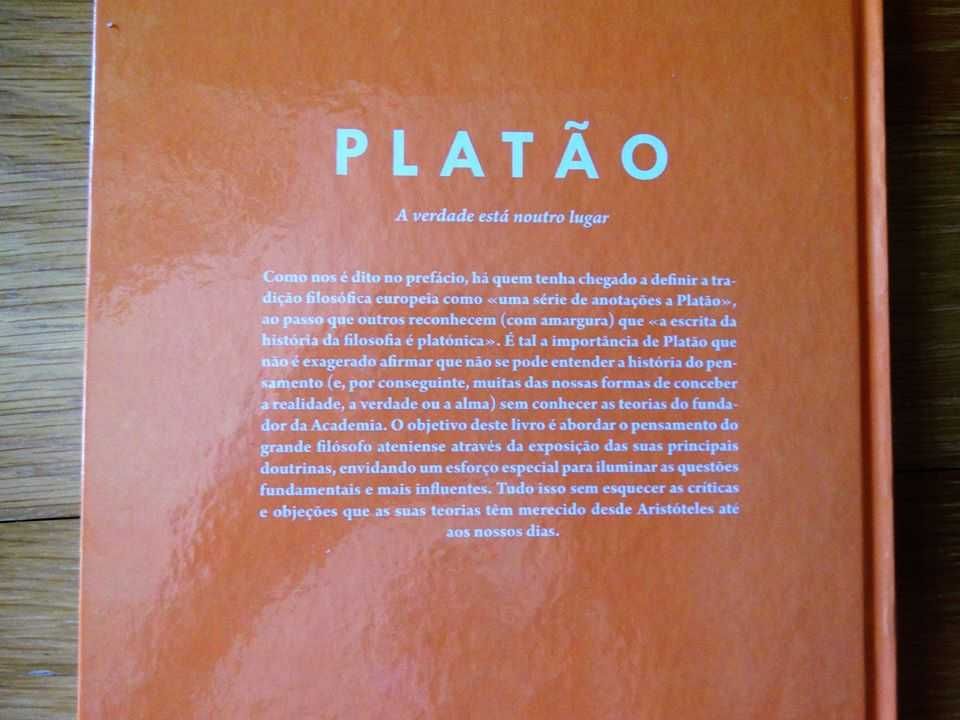 PLATÃO
A verdade está noutro lugar
Como nos é dito no prefácio, há quem tenha chegado a definir a tra-
dição filosófica europeia como «uma série de anotações a Platão»,
ao passo que outros reconhecem (com amargura) que «a escrita da
história da filosofia é platónica». É tal a importância de Platão que
não é exagerado afirmar que não se pode entender a história do pen-
samento (e, por conseguinte, muitas das nossas formas de conceber
a realidade, a verdade ou a alma) sem conhecer as teorias do funda-
dor da Academia. O objetivo deste livro é abordar o pensamento do
grande filósofo ateniense através da exposição das suas principais
doutrinas, envidando um esforço especial para iluminar as questões
fundamentais e mais influentes. Tudo isso sem esquecer as críticas
e objeções que as suas teorias têm merecido desde Aristóteles até
aos nossos dias.